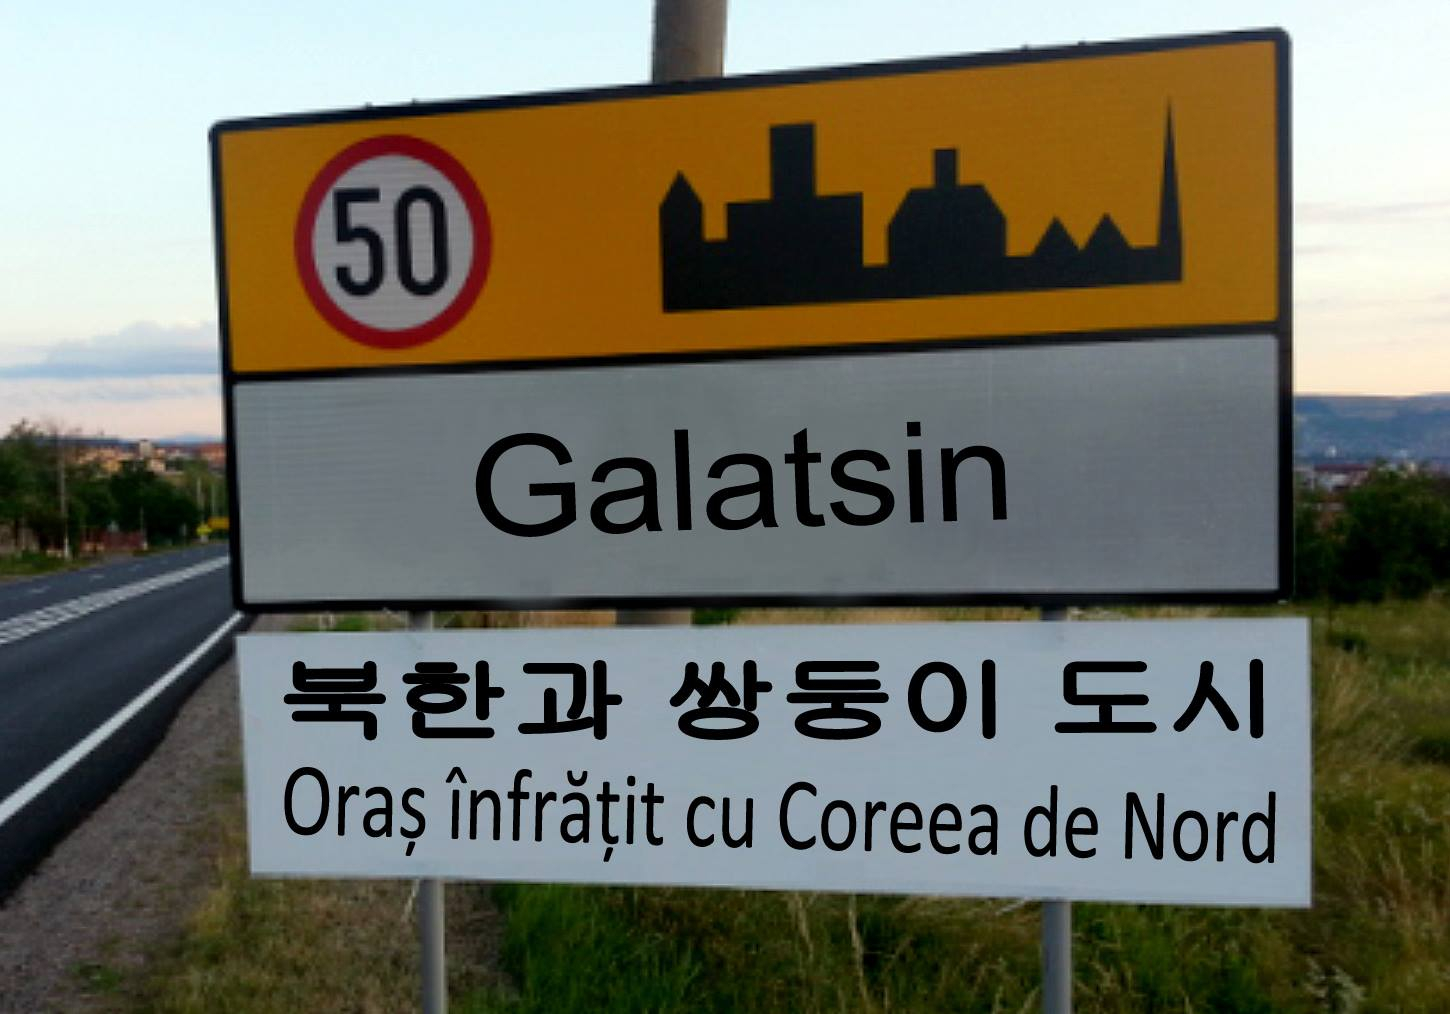 50
Galatsin
북한과 쌍둥이 도시
Oraș înfrățit cu Coreea de Nord